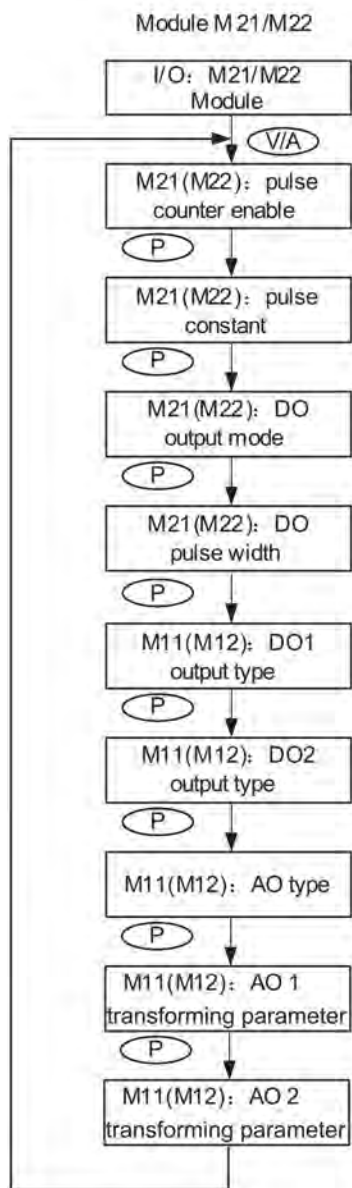 Module M21/M22
I/O: M21/M22
Module
V/A
M21(M22): pulse
counter enable
P
M21(M22): pulse
constant
P
M21(M22): DO
output mode
P
M21(M22): DO
pulse width
P
M11(M12): DO1
output type
P
M11(M12): DO2
output type
P
M11(M12): AO type
P
M11(M12): AO 1
transforming parameter
P
M11(M12): AO 2
transforming parameter